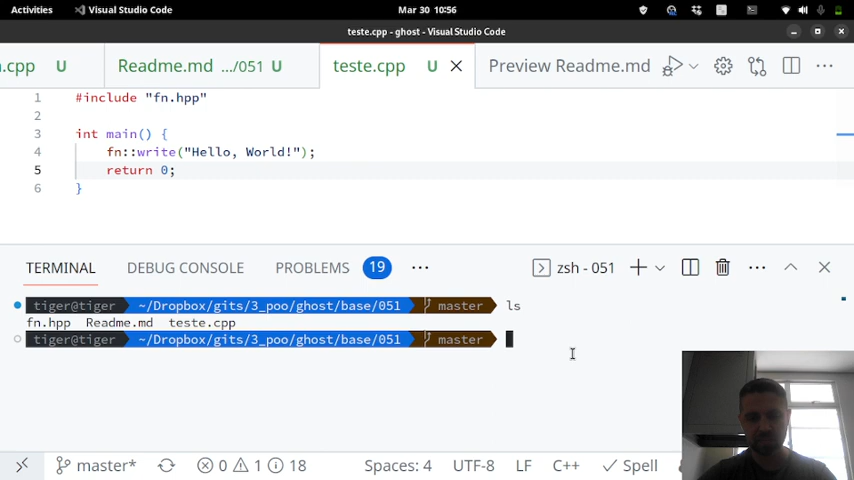 Activities Visual Studio Code Mar 30 10:56
teste.cpp - ghost - Visual Studio Code
.cpp U Readme.md .../051 U teste.cpp U Preview Readme.md
1 #include "fn.hpp"
2
3 int main() {
4 fn::write("Hello, World!");
5 return 0;
6 }
TERMINAL DEBUG CONSOLE PROBLEMS 19 zsh - 051
tiger@tiger ~/Dropbox/gits/3_poo/ghost/base/051 master ls
fn.hpp Readme.md teste.cpp
tiger@tiger ~/Dropbox/gits/3_poo/ghost/base/051 master
master* 0 1 18 Spaces: 4 UTF-8 LF C++ Spell